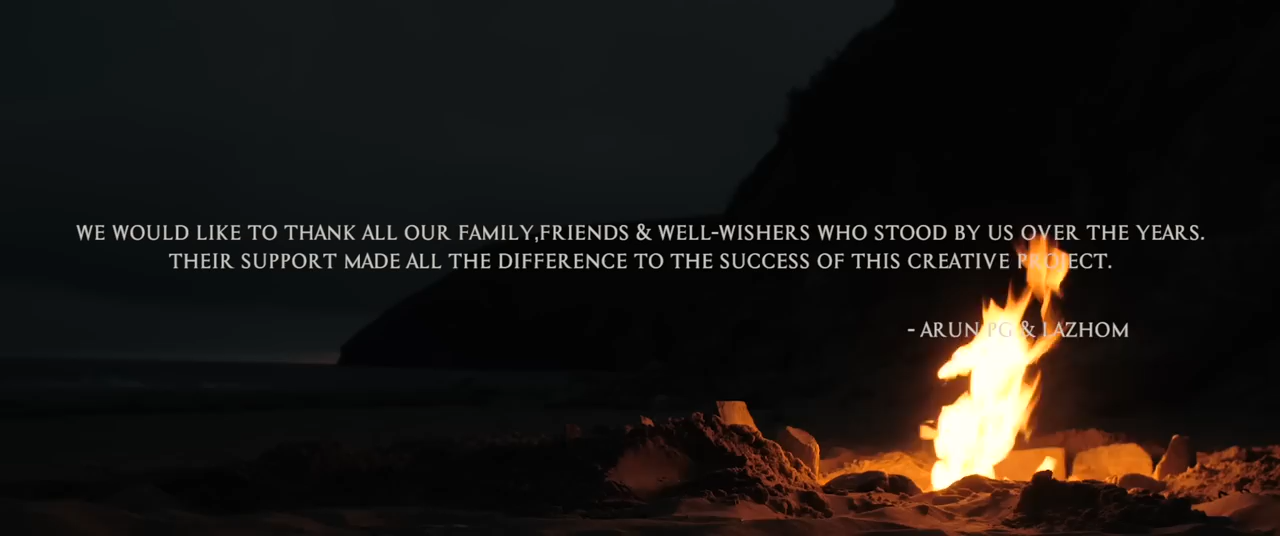 WE WOULD LIKE TO THANK ALL OUR FAMILY,FRIENDS & WELL-WISHERS WHO STOOD BY US OVER THE YEARS.
THEIR SUPPORT MADE ALL THE DIFFERENCE TO THE SUCCESS OF THIS CREATIVE PROJECT.
- ARUN PG & LAZHOM